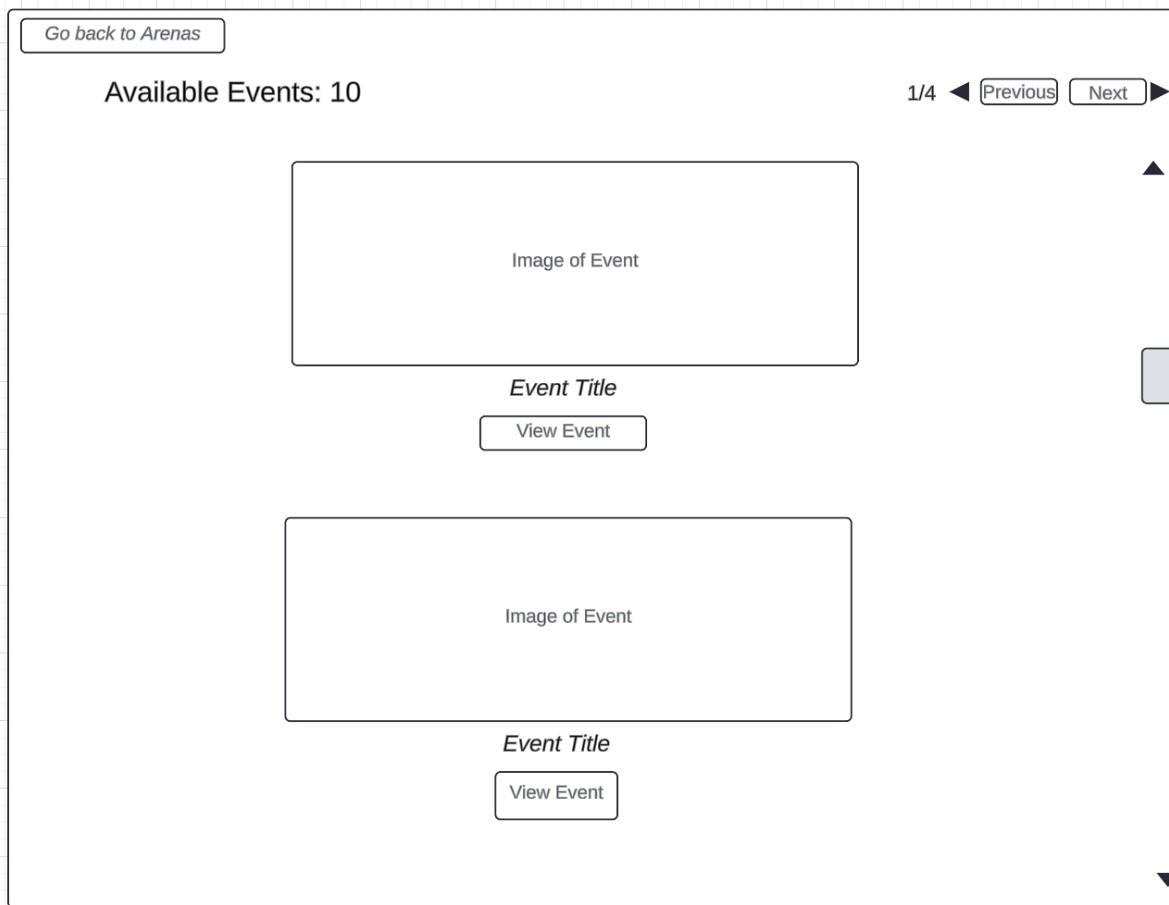 Go back to Arenas
Available Events: 10
1/4 Previous Next
Image of Event
Event Title
View Event
Image of Event
Event Title
View Event